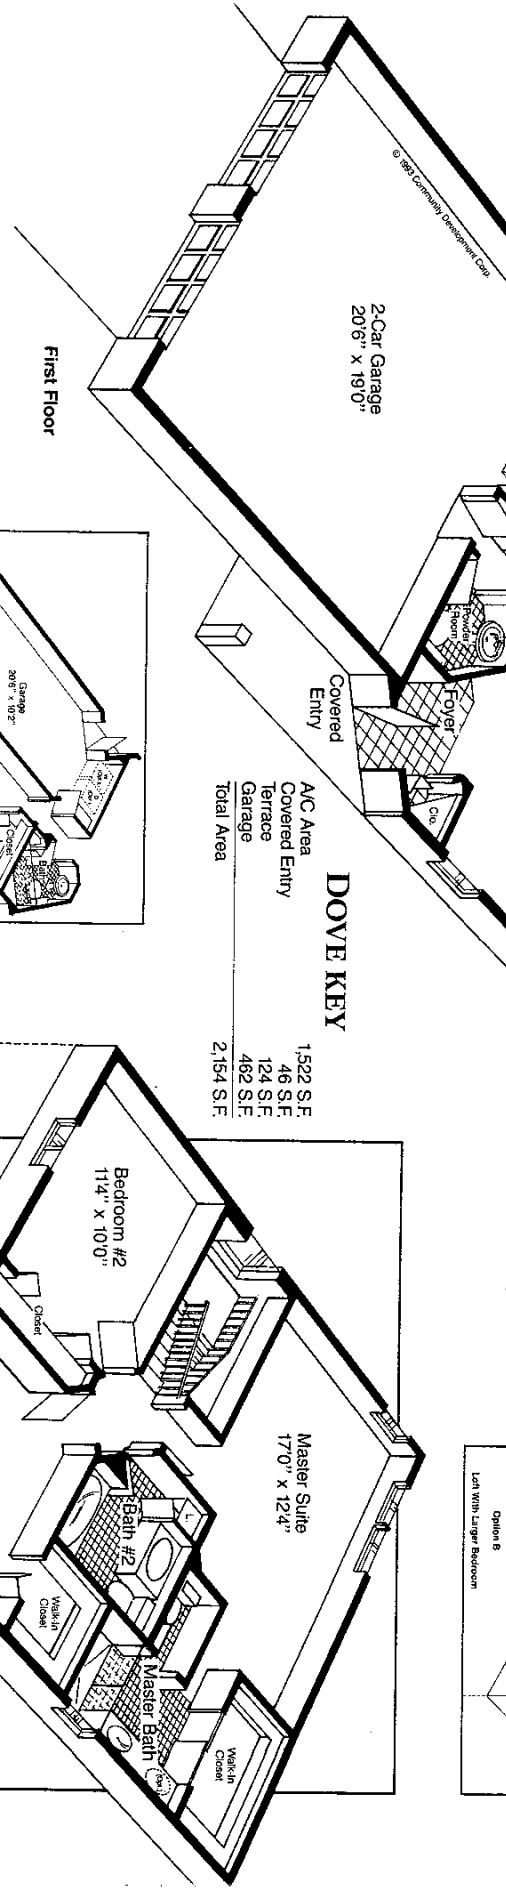 © 1993 Community Development Corp.
2-Car Garage
20'6" x 19'0"
First Floor
Powder
Room
Foyer
Covered
Entry
Clo.
DOVE KEY
A/C Area 1,522 S.F.
Covered Entry 46 S.F.
Terrace 124 S.F.
Garage 462 S.F.
Total Area 2,154 S.F.
Garage
20'6" x 10'2"
Closet
Bath
Bedroom #2
11'4" x 10'0"
Closet
Master Suite
17'0" x 12'4"
L.
Bath #2
Walk-In
Closet
Master Bath
(Opt.)
Walk-In
Closet
Option B
Loft With Larger Bedroom